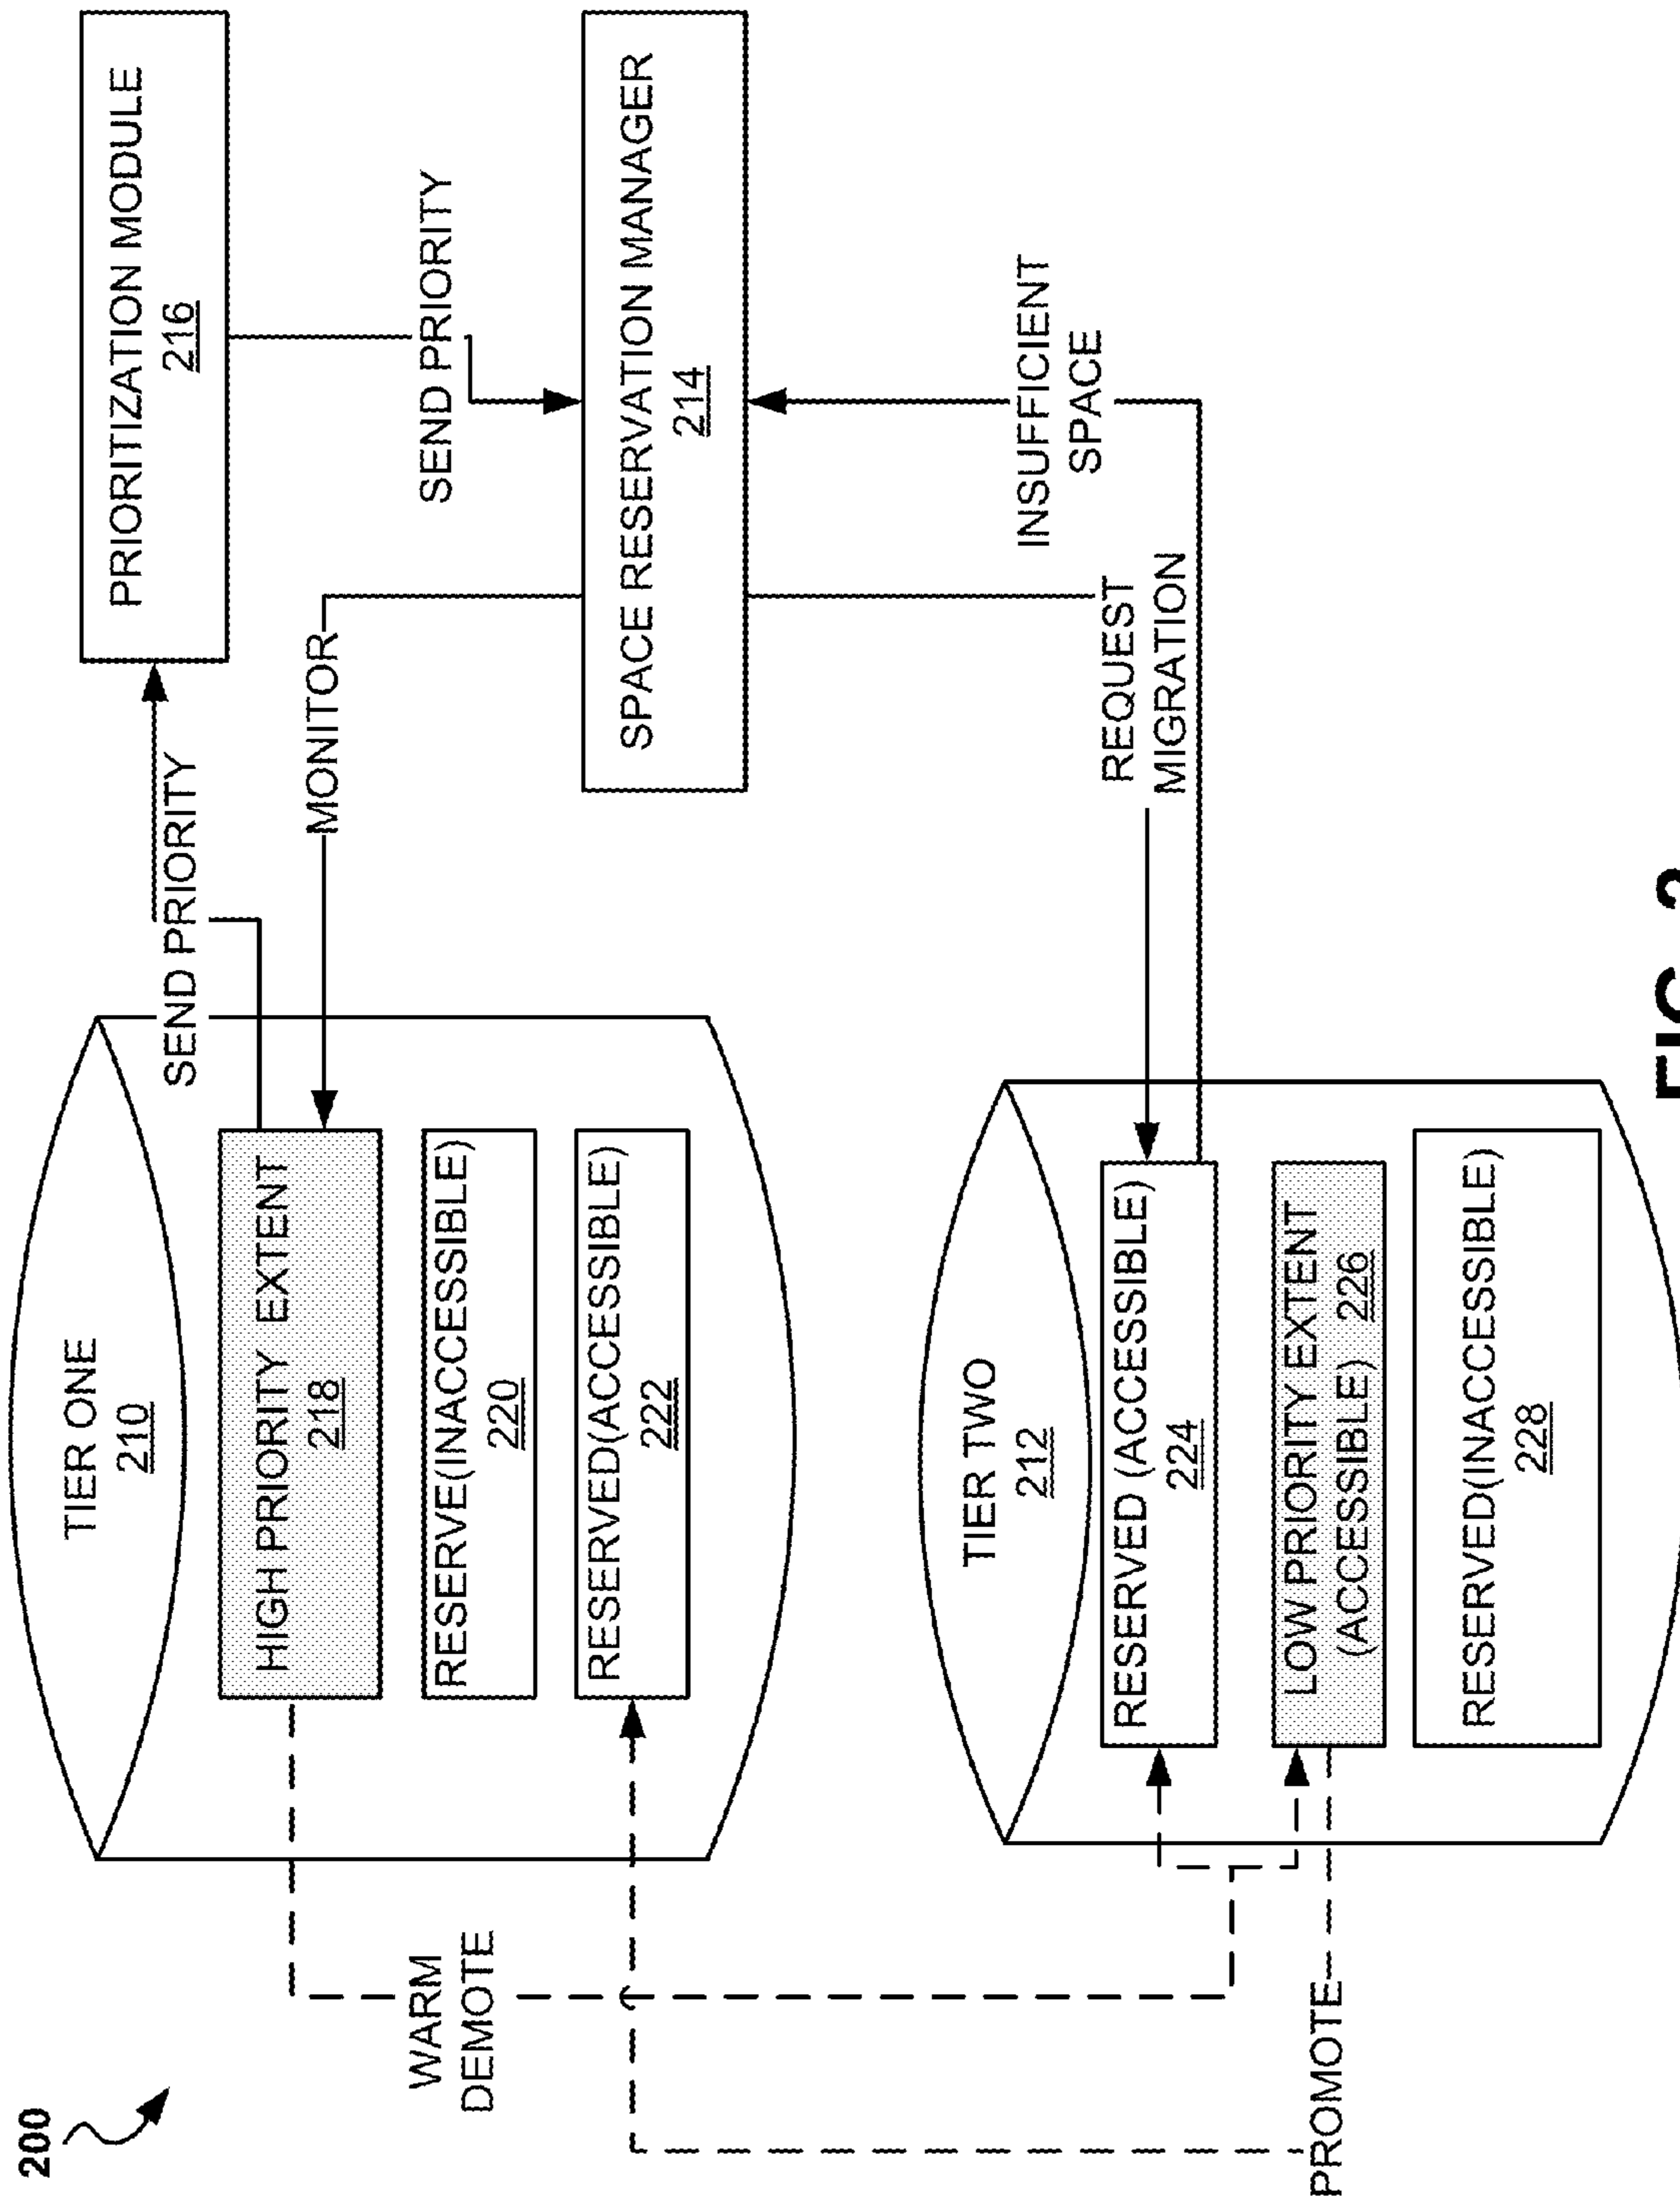 200
TIER ONE
210
HIGH PRIORITY EXTENT
218
RESERVE(INACCESSIBLE)
220
RESERVED(ACCESSIBLE)
222
SEND PRIORITY
PRIORITIZATION MODULE
216
MONITOR
SEND PRIORITY
SPACE RESERVATION MANAGER
214
WARM
DEMOTE
INSUFFICIENT
SPACE
REQUEST
MIGRATION
TIER TWO
212
RESERVED (ACCESSIBLE)
224
LOW PRIORITY EXTENT
(ACCESSIBLE) 226
RESERVED(INACCESSIBLE)
228
PROMOTE